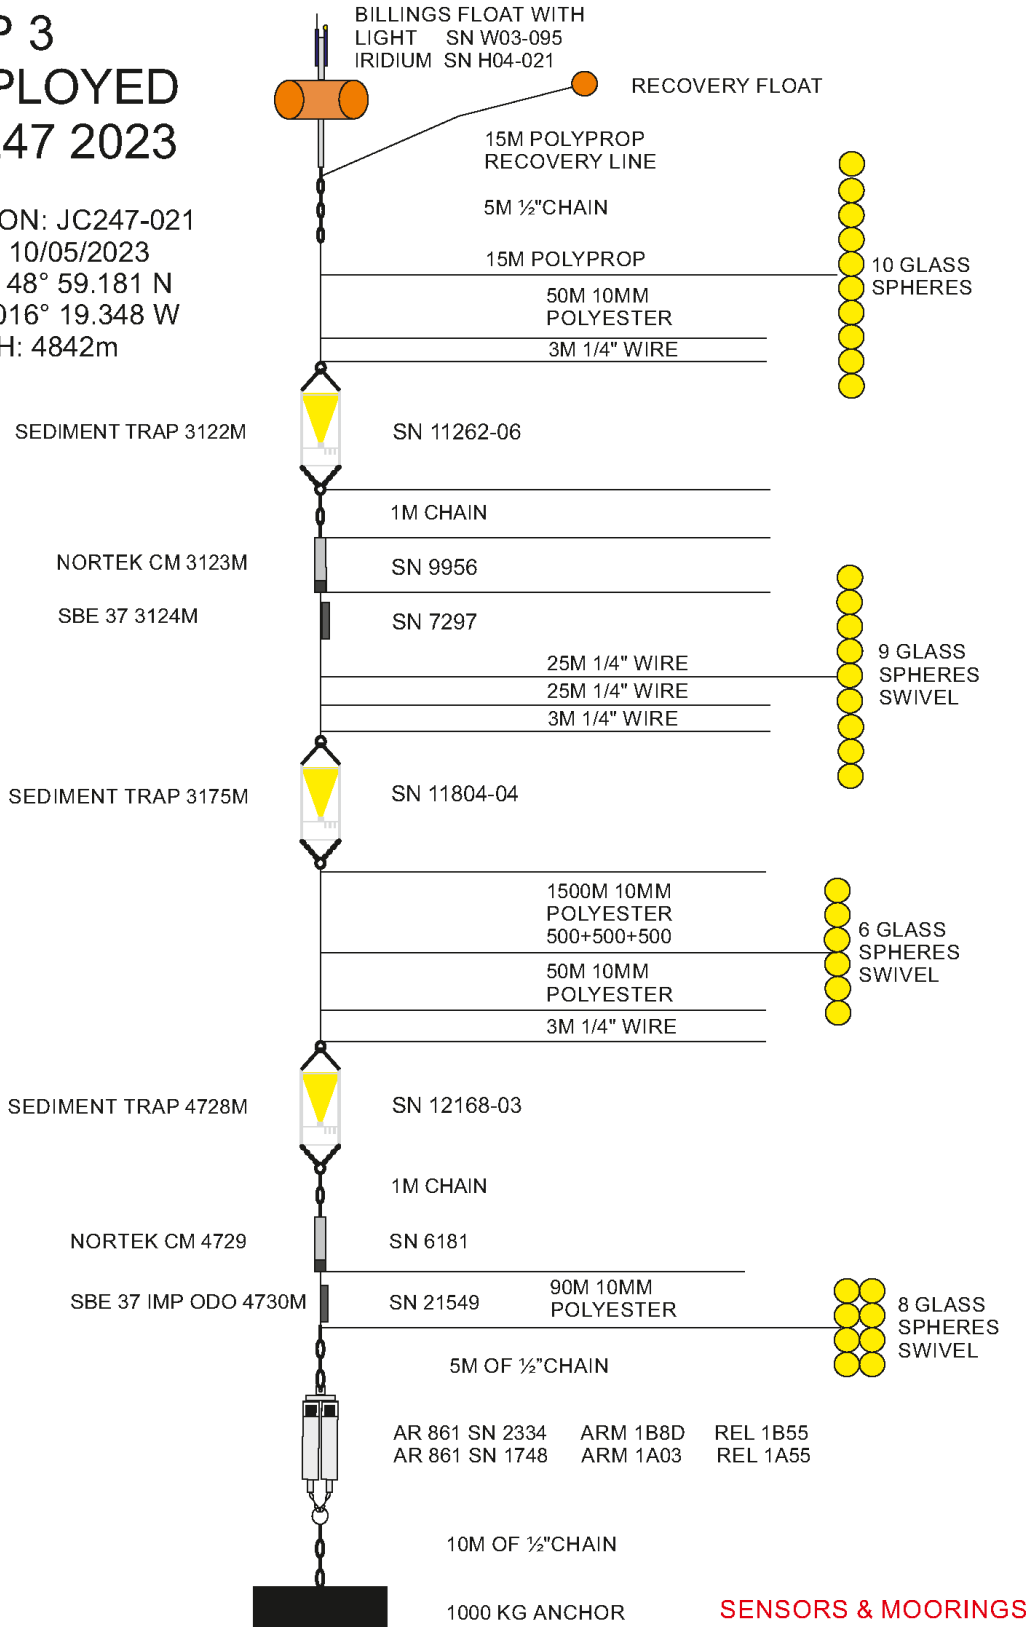 P 3
PLOYED
47 2023
BILLINGS FLOAT WITH
LIGHT SN W03-095
IRIDIUM SN H04-021
RECOVERY FLOAT
15M POLYPROP
RECOVERY LINE
ON: JC247-021
10/05/2023
48° 59.181 N
016° 19.348 W
H: 4842m
5M ½"CHAIN
15M POLYPROP
10 GLASS
SPHERES
50M 10MM
POLYESTER
3M 1/4" WIRE
SEDIMENT TRAP 3122M
SN 11262-06
1M CHAIN
NORTEK CM 3123M
SN 9956
SBE 37 3124M
SN 7297
25M 1/4" WIRE
25M 1/4" WIRE
3M 1/4" WIRE
9 GLASS
SPHERES
SWIVEL
SEDIMENT TRAP 3175M
SN 11804-04
1500M 10MM
POLYESTER
500+500+500
6 GLASS
SPHERES
SWIVEL
50M 10MM
POLYESTER
3M 1/4" WIRE
SEDIMENT TRAP 4728M
SN 12168-03
1M CHAIN
NORTEK CM 4729
SN 6181
SBE 37 IMP ODO 4730M
SN 21549
90M 10MM
POLYESTER
8 GLASS
SPHERES
SWIVEL
5M OF ½"CHAIN
AR 861 SN 2334 ARM 1B8D REL 1B55
AR 861 SN 1748 ARM 1A03 REL 1A55
10M OF ½"CHAIN
1000 KG ANCHOR
SENSORS & MOORINGS